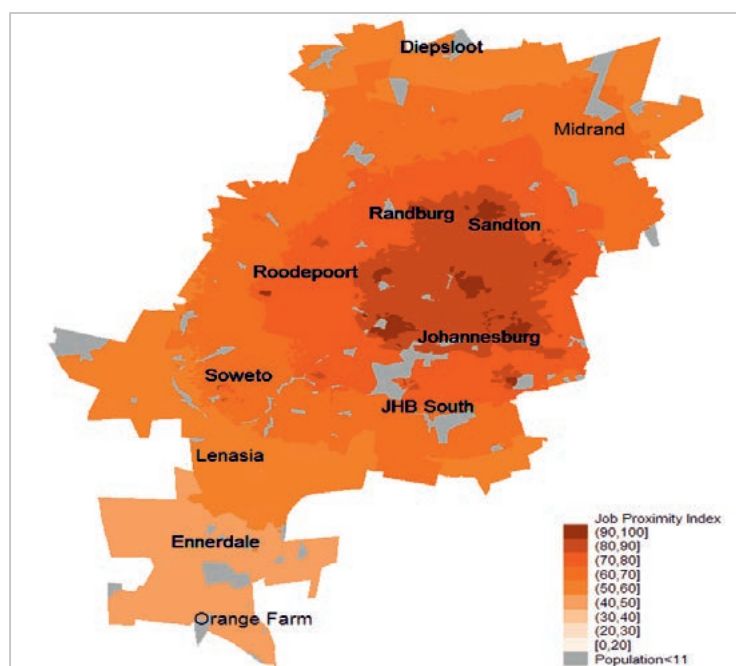 Diepsloot
Midrand
Randburg
Sandton
Roodepoort
Johannesburg
Soweto
JHB South
Lenasia
Ennerdale
Orange Farm
Job Proximity Index
(90,100]
(80,90]
(70,80]
(60,70]
(50,60]
(40,50]
(30,40]
(20,30]
[0,20]
Population<11